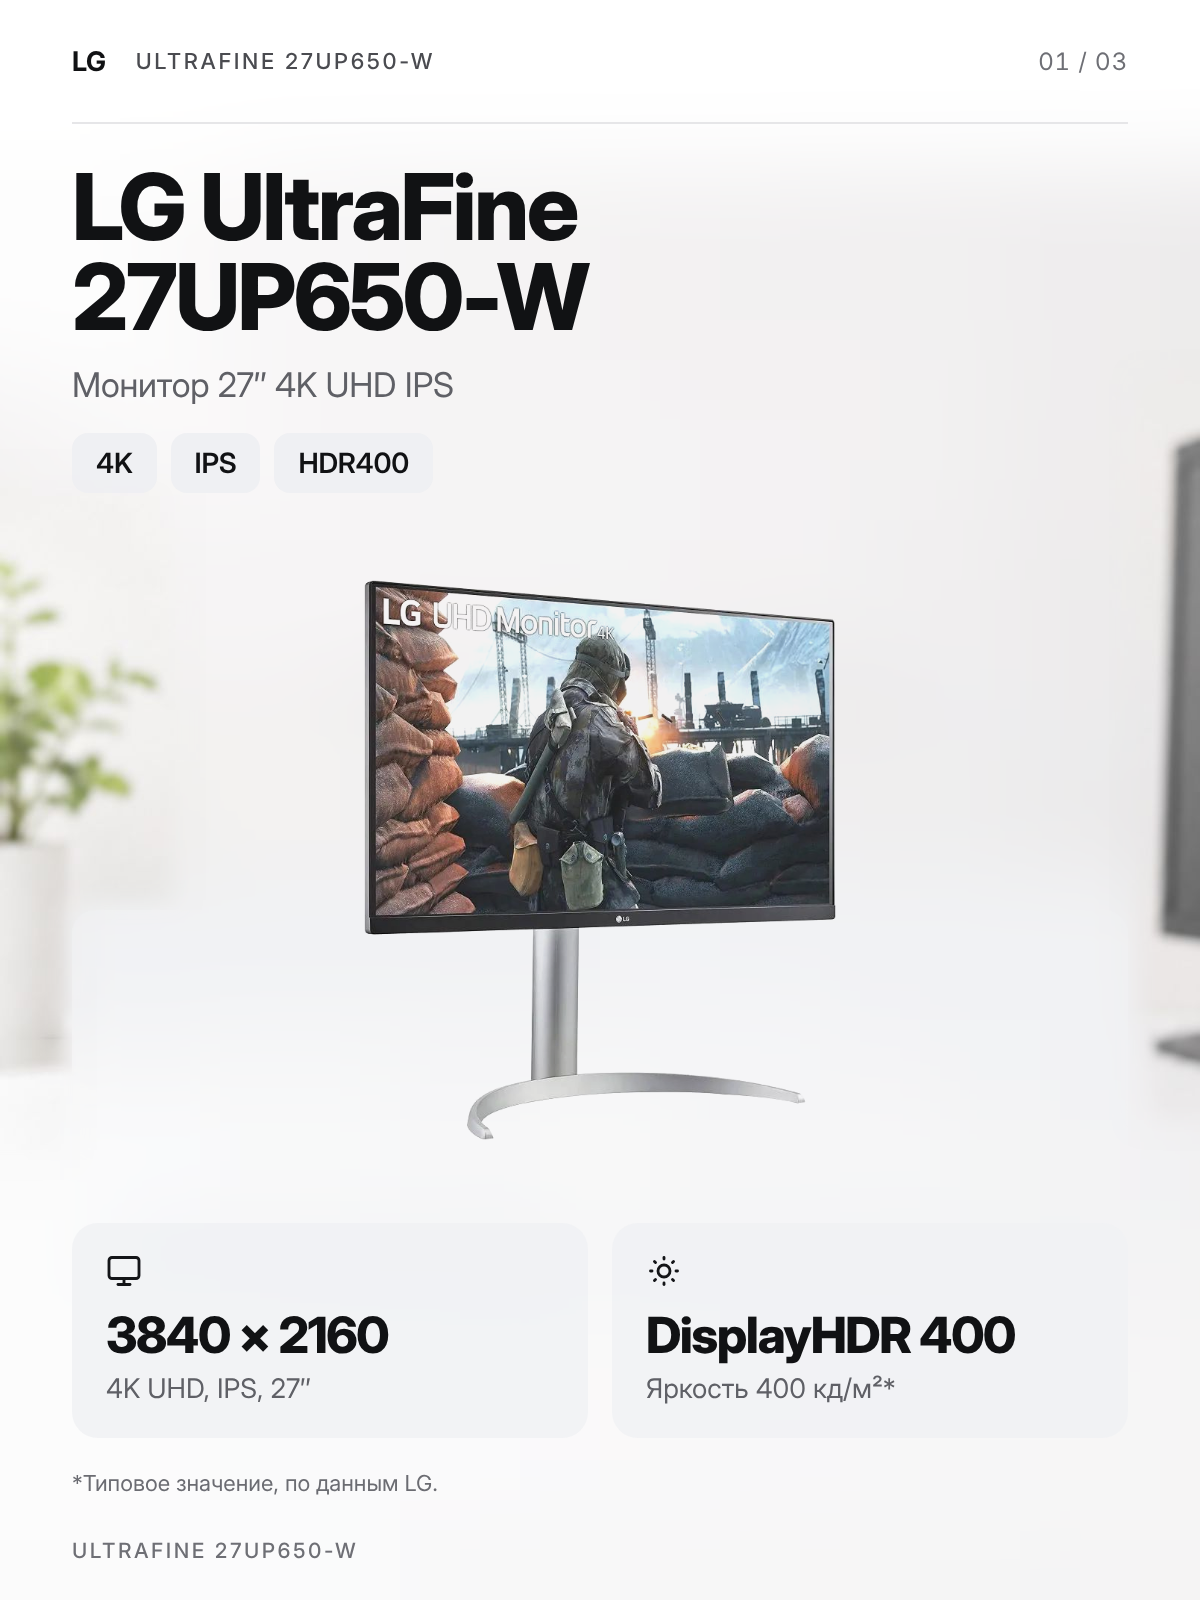 LG ULTRAFINE 27UP650-W 01 / 03
LG UltraFine
27UP650-W
Монитор 27″ 4K UHD IPS
4K IPS HDR400
LG UHD Monitor 4K
LG
3840 × 2160
4K UHD, IPS, 27″
DisplayHDR 400
Яркость 400 кд/м²*
*Типовое значение, по данным LG.
ULTRAFINE 27UP650-W